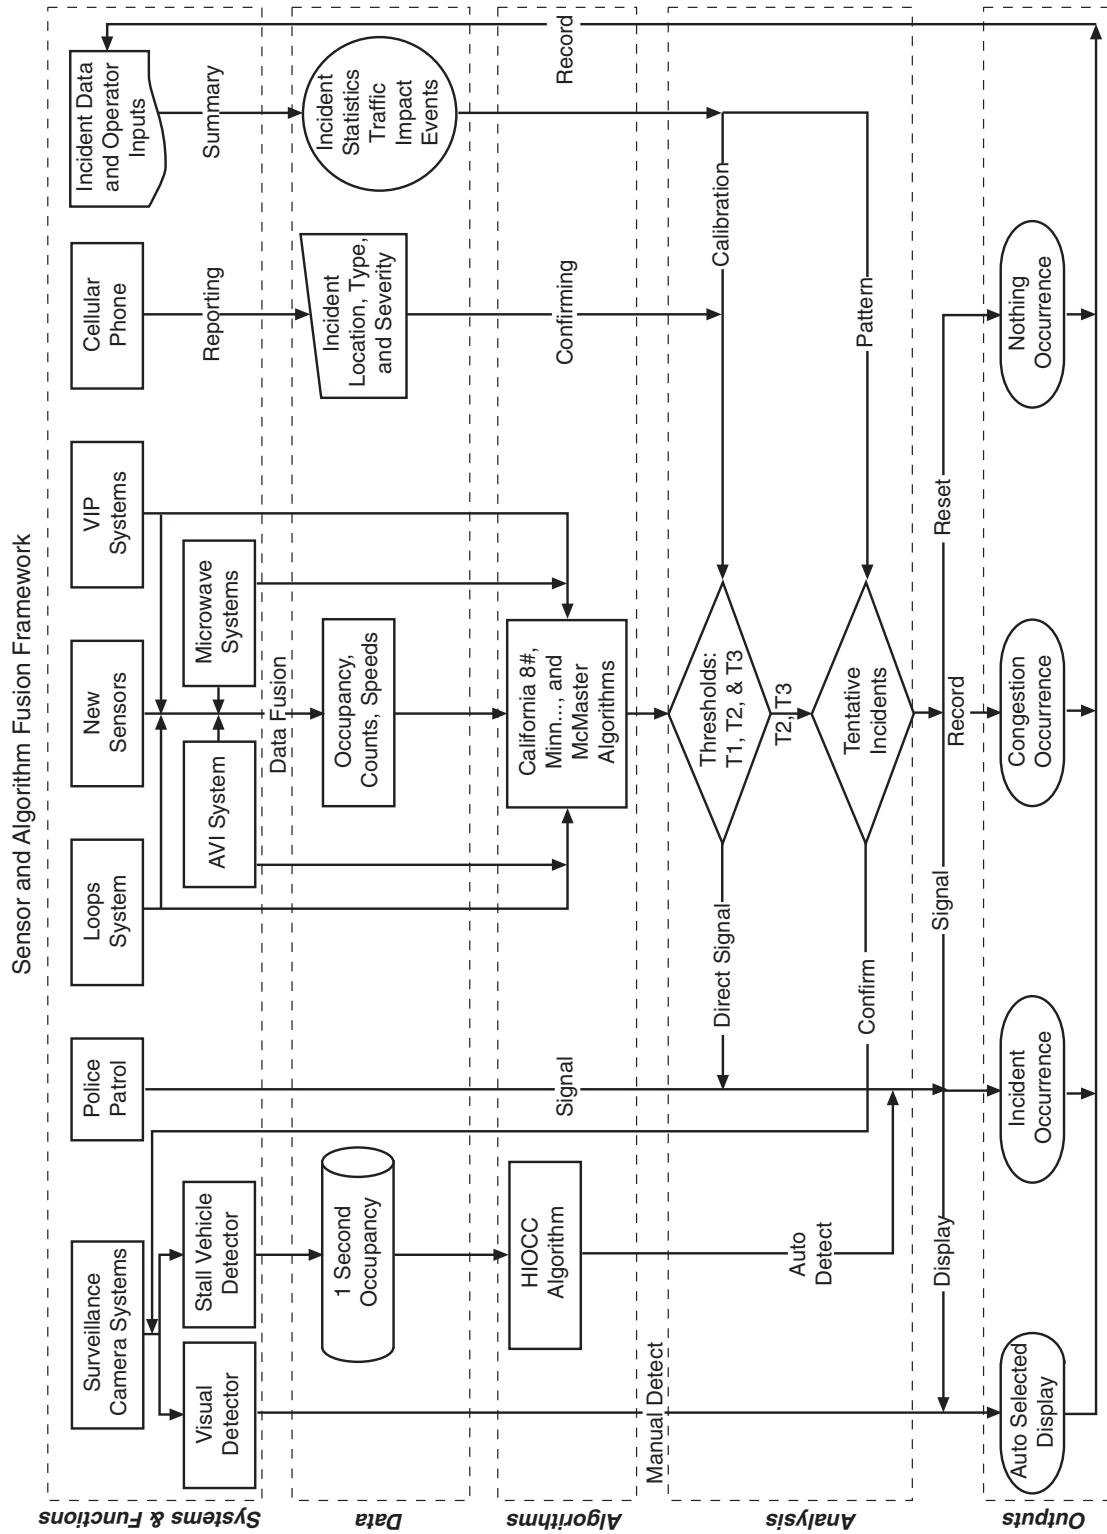 Sensor and Algorithm Fusion Framework
Systems & Functions
Surveillance
Camera Systems
Police
Patrol
Loops
System
New
Sensors
VIP
Systems
Cellular
Phone
Incident Data
and Operator
Inputs
Visual
Detector
Stall Vehicle
Detector
AVI System
Microwave
Systems
Data Fusion
Reporting
Summary
Data
1 Second
Occupancy
Occupancy,
Counts, Speeds
Incident
Location, Type,
and Severity
Incident
Statistics
Traffic
Impact
Events
Algorithms
HIOCC
Algorithm
Signal
California 8#,
Minn..., and
McMaster
Algorithms
Confirming
Record
Manual Detect
Analysis
Auto
Detect
Direct Signal
Thresholds:
T1, T2, & T3
Calibration
T2, T3
Confirm
Tentative
Incidents
Pattern
Display
Signal
Record
Reset
Outputs
Auto Selected
Display
Incident
Occurrence
Congestion
Occurrence
Nothing
Occurrence